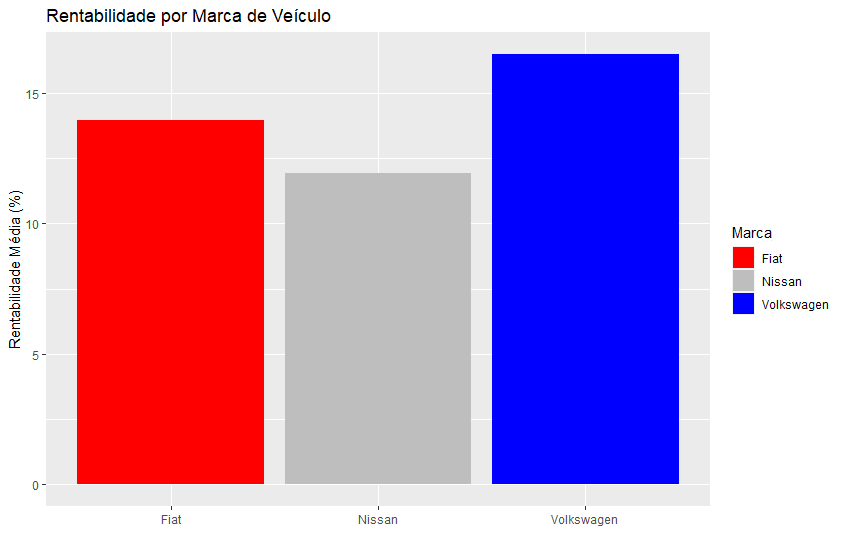 Rentabilidade por Marca de Veículo
Rentabilidade Média (%)
15
10
5
0
Fiat
Nissan
Volkswagen
Marca
Fiat
Nissan
Volkswagen